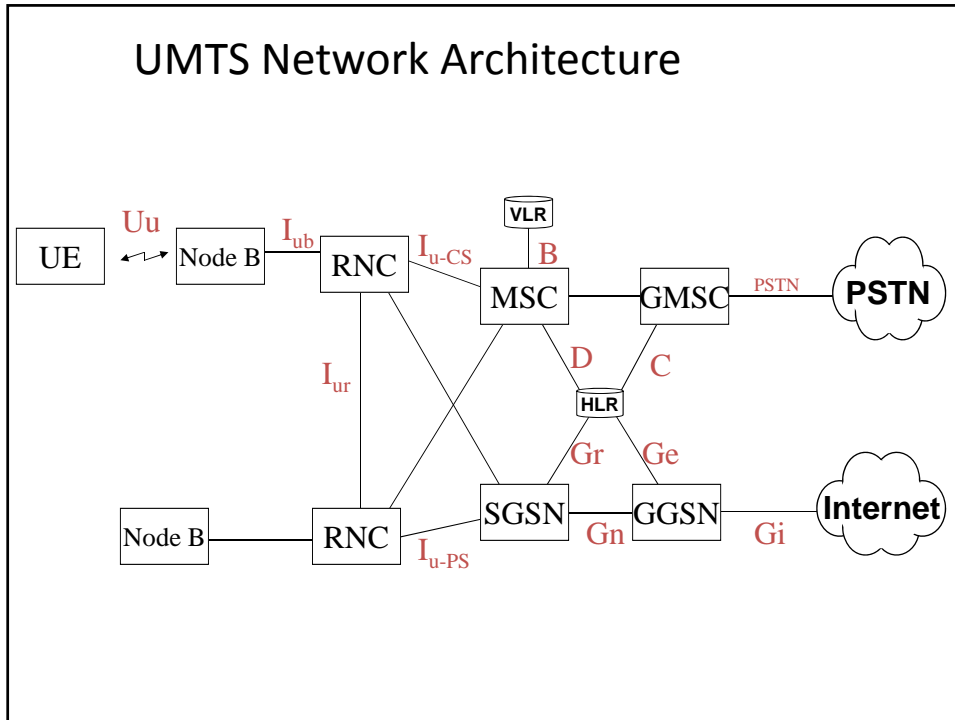 UMTS Network Architecture
VLR
Uu
Iub
Iu-CS
B
UE
Node B
RNC
MSC
GMSC
PSTN
PSTN
D
C
Iur
HLR
Gr
Ge
Node B
RNC
Iu-PS
SGSN
Gn
GGSN
Gi
Internet